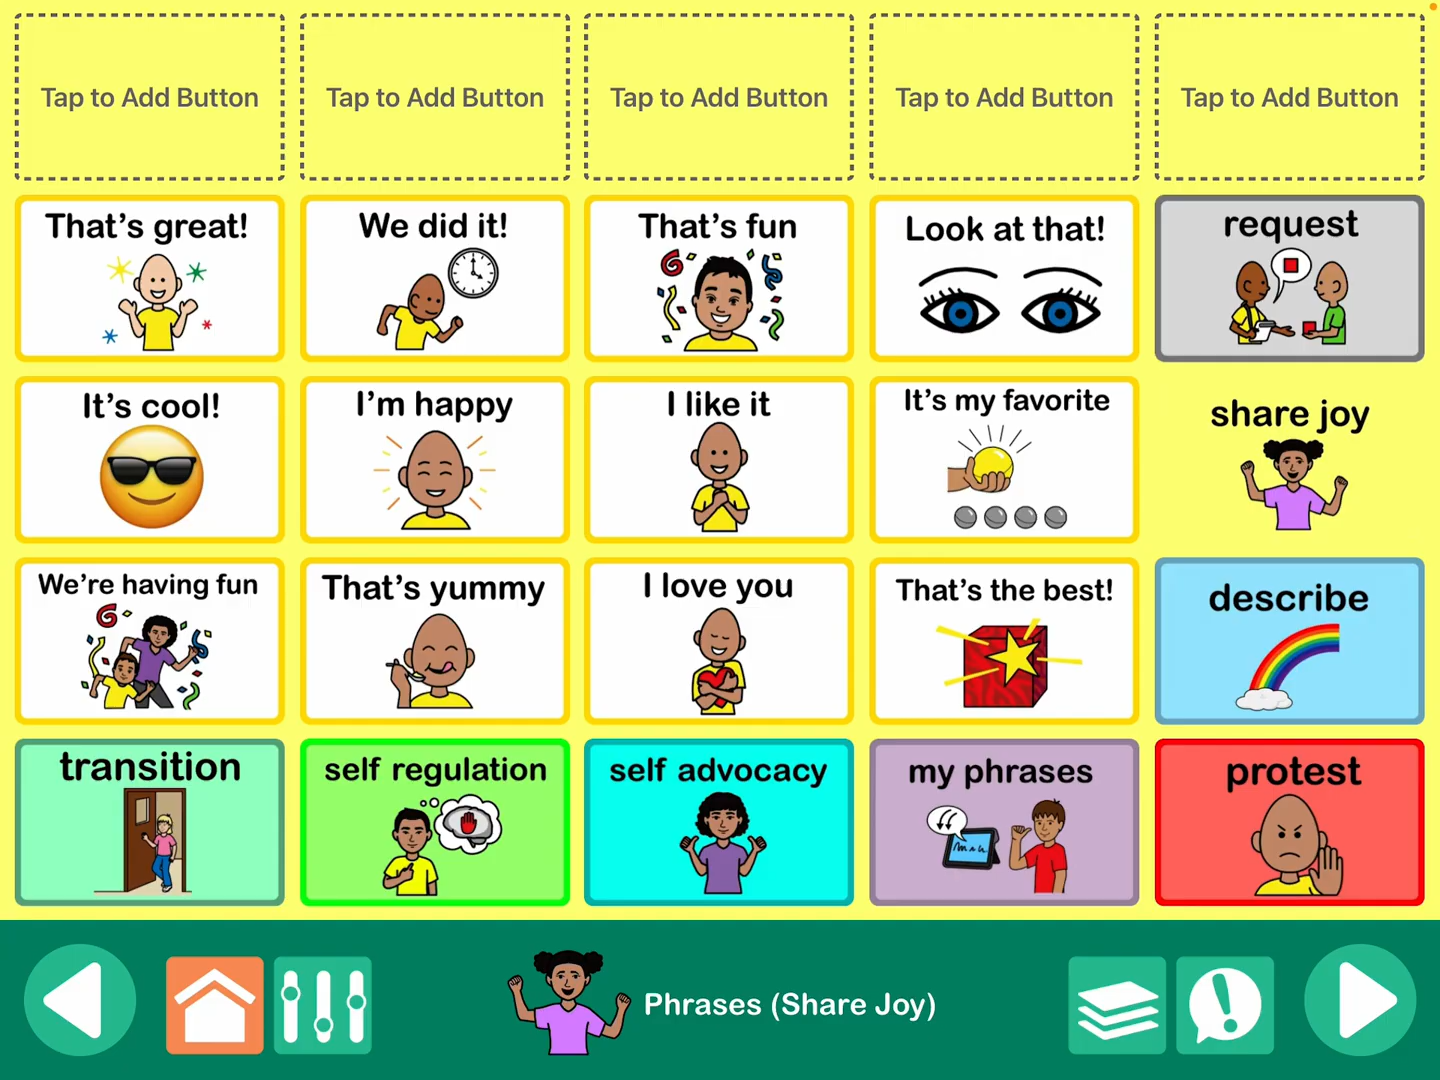 Tap to Add Button
Tap to Add Button
Tap to Add Button
Tap to Add Button
Tap to Add Button
That's great!
We did it!
That's fun
Look at that!
request
It's cool!
I'm happy
I like it
It's my favorite
share joy
We're having fun
That's yummy
I love you
That's the best!
describe
transition
self regulation
self advocacy
my phrases
protest
Phrases (Share Joy)